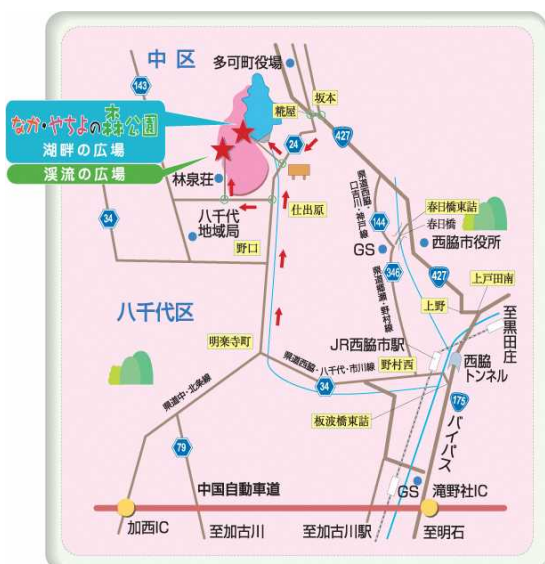 中区
多可町役場
143
糀屋
坂本
なか・やちよの森公園
湖畔の広場
渓流の広場
24
427
林泉荘
八千代
地域局
仕出原
野口
34
県道西脇・
口吉川・神戸線
144
春日橋東詰
春日橋
GS
西脇市役所
346
県道郷瀬・野村線
427
上戸田南
上野
至黒田庄
八千代区
明楽寺町
JR西脇市駅
西脇
トンネル
県道西脇・八千代・市川線
野村西
34
県道中・北条線
板波橋東詰
175
バイパス
79
中国自動車道
GS
滝野社IC
加西IC
至加古川
至加古川駅
至明石